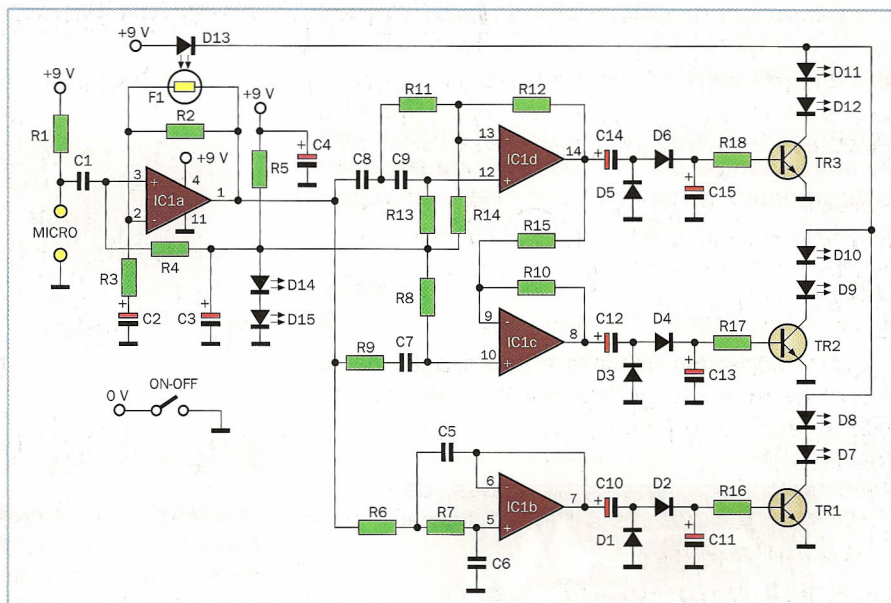 +9 V
D13
+9 V
F1
+9 V
R1
R2
C4
R5
R11
R12
C1
+9 V
3
+
4
IC1a
1
2
-
11
C8
C9
13
-
IC1d
14
12
+
C14
D6
R18
D11
D12
TR3
D5
C15
MICRO
R4
R13
R14
R15
R3
C2
C3
D14
D15
R8
R10
9
-
IC1c
8
10
+
C12
D4
R17
D10
D9
TR2
D3
C13
R9
C7
0 V
ON-OFF
C5
6
-
IC1b
7
5
+
C10
D2
R16
D8
D7
TR1
R6
R7
C6
D1
C11